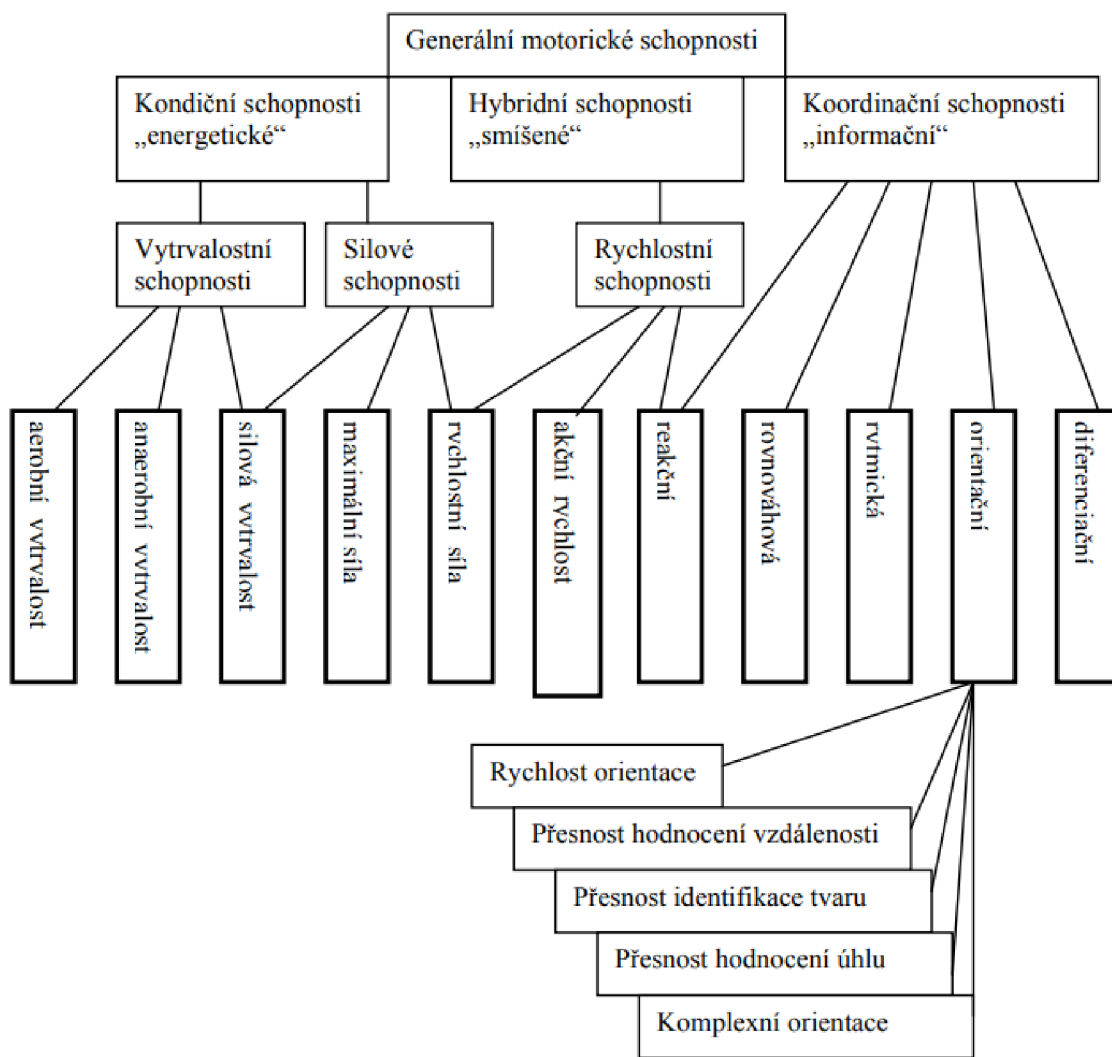 Generální motorické schopnosti
Kondiční schopnosti
„energetické“
Hybridní schopnosti
„smíšené“
Koordinační schopnosti
„informační“
Vytrvalostní
schopnosti
Silové
schopnosti
Rychlostní
schopnosti
aerobní vytrvalost
anaerobní vytrvalost
silová vytrvalost
maximální síla
rychlostní síla
akční rychlost
reakční
rovnováhová
rytmická
orientační
diferenciační
Rychlost orientace
Přesnost hodnocení vzdálenosti
Přesnost identifikace tvaru
Přesnost hodnocení úhlu
Komplexní orientace